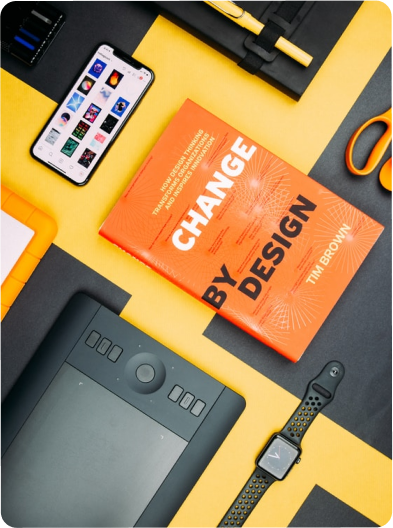 HOW DESIGN THINKING
TRANSFORMS ORGANIZATIONS
AND INSPIRES INNOVATION
CHANGE
BY
DESIGN
TIM BROWN